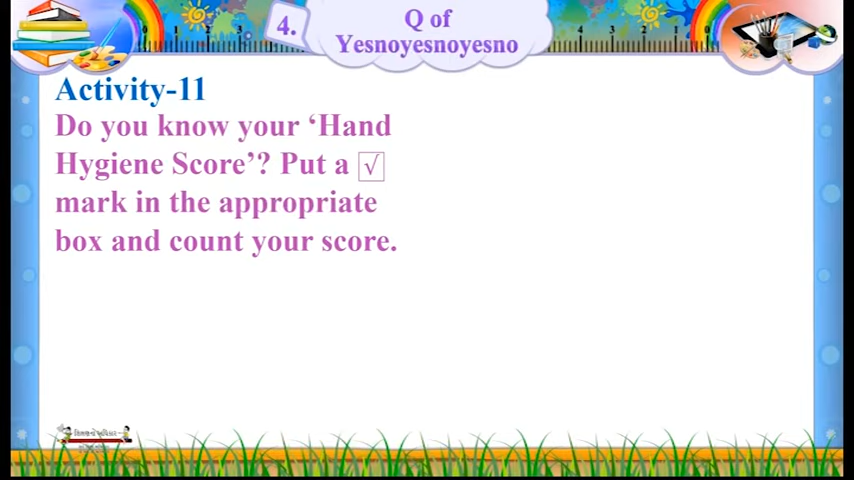 4.
Q of
Yesnoyesnoyesno
Activity-11
Do you know your ‘Hand
Hygiene Score’? Put a √
mark in the appropriate
box and count your score.